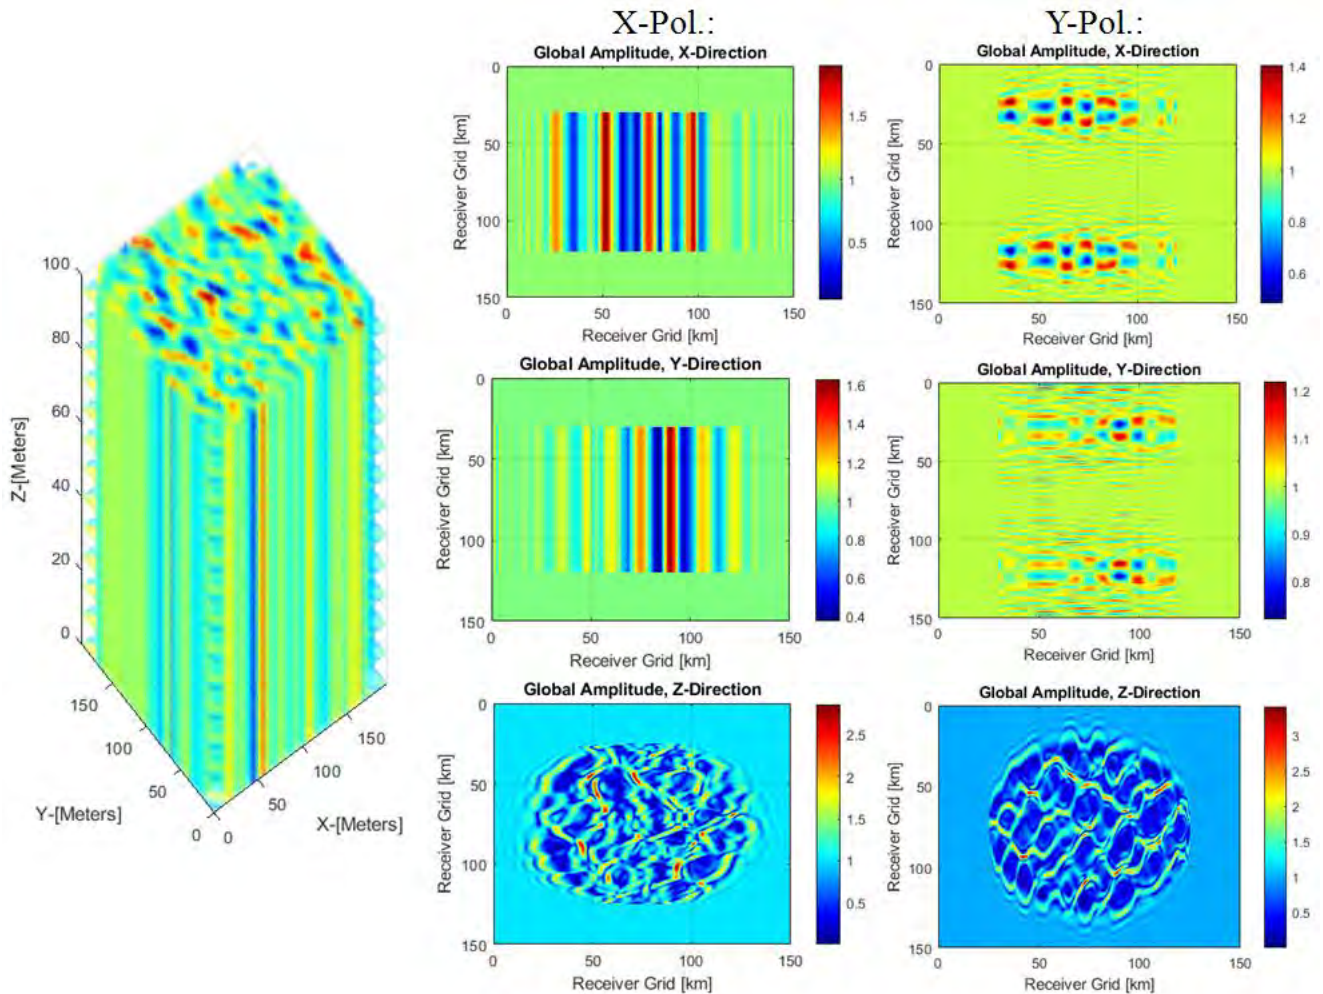 X-Pol.:
Y-Pol.:
Z-[Meters]
100
80
60
40
20
0
Y-[Meters]
150
100
50
0
X-[Meters]
0
50
100
150
Global Amplitude, X-Direction
Receiver Grid [km]
0
50
100
150
0 50 100 150
Receiver Grid [km]
1.5
1
0.5
Global Amplitude, X-Direction
Receiver Grid [km]
0
50
100
150
0 50 100 150
Receiver Grid [km]
1.4
1.2
1
0.8
0.6
Global Amplitude, Y-Direction
Receiver Grid [km]
0
50
100
150
0 50 100 150
Receiver Grid [km]
1.6
1.4
1.2
1
0.8
0.6
0.4
Global Amplitude, Y-Direction
Receiver Grid [km]
0
50
100
150
0 50 100 150
Receiver Grid [km]
1.2
1.1
1
0.9
0.8
Global Amplitude, Z-Direction
Receiver Grid [km]
0
50
100
150
0 50 100 150
Receiver Grid [km]
2.5
2
1.5
1
0.5
Global Amplitude, Z-Direction
Receiver Grid [km]
0
50
100
150
0 50 100 150
Receiver Grid [km]
3
2.5
2
1.5
1
0.5